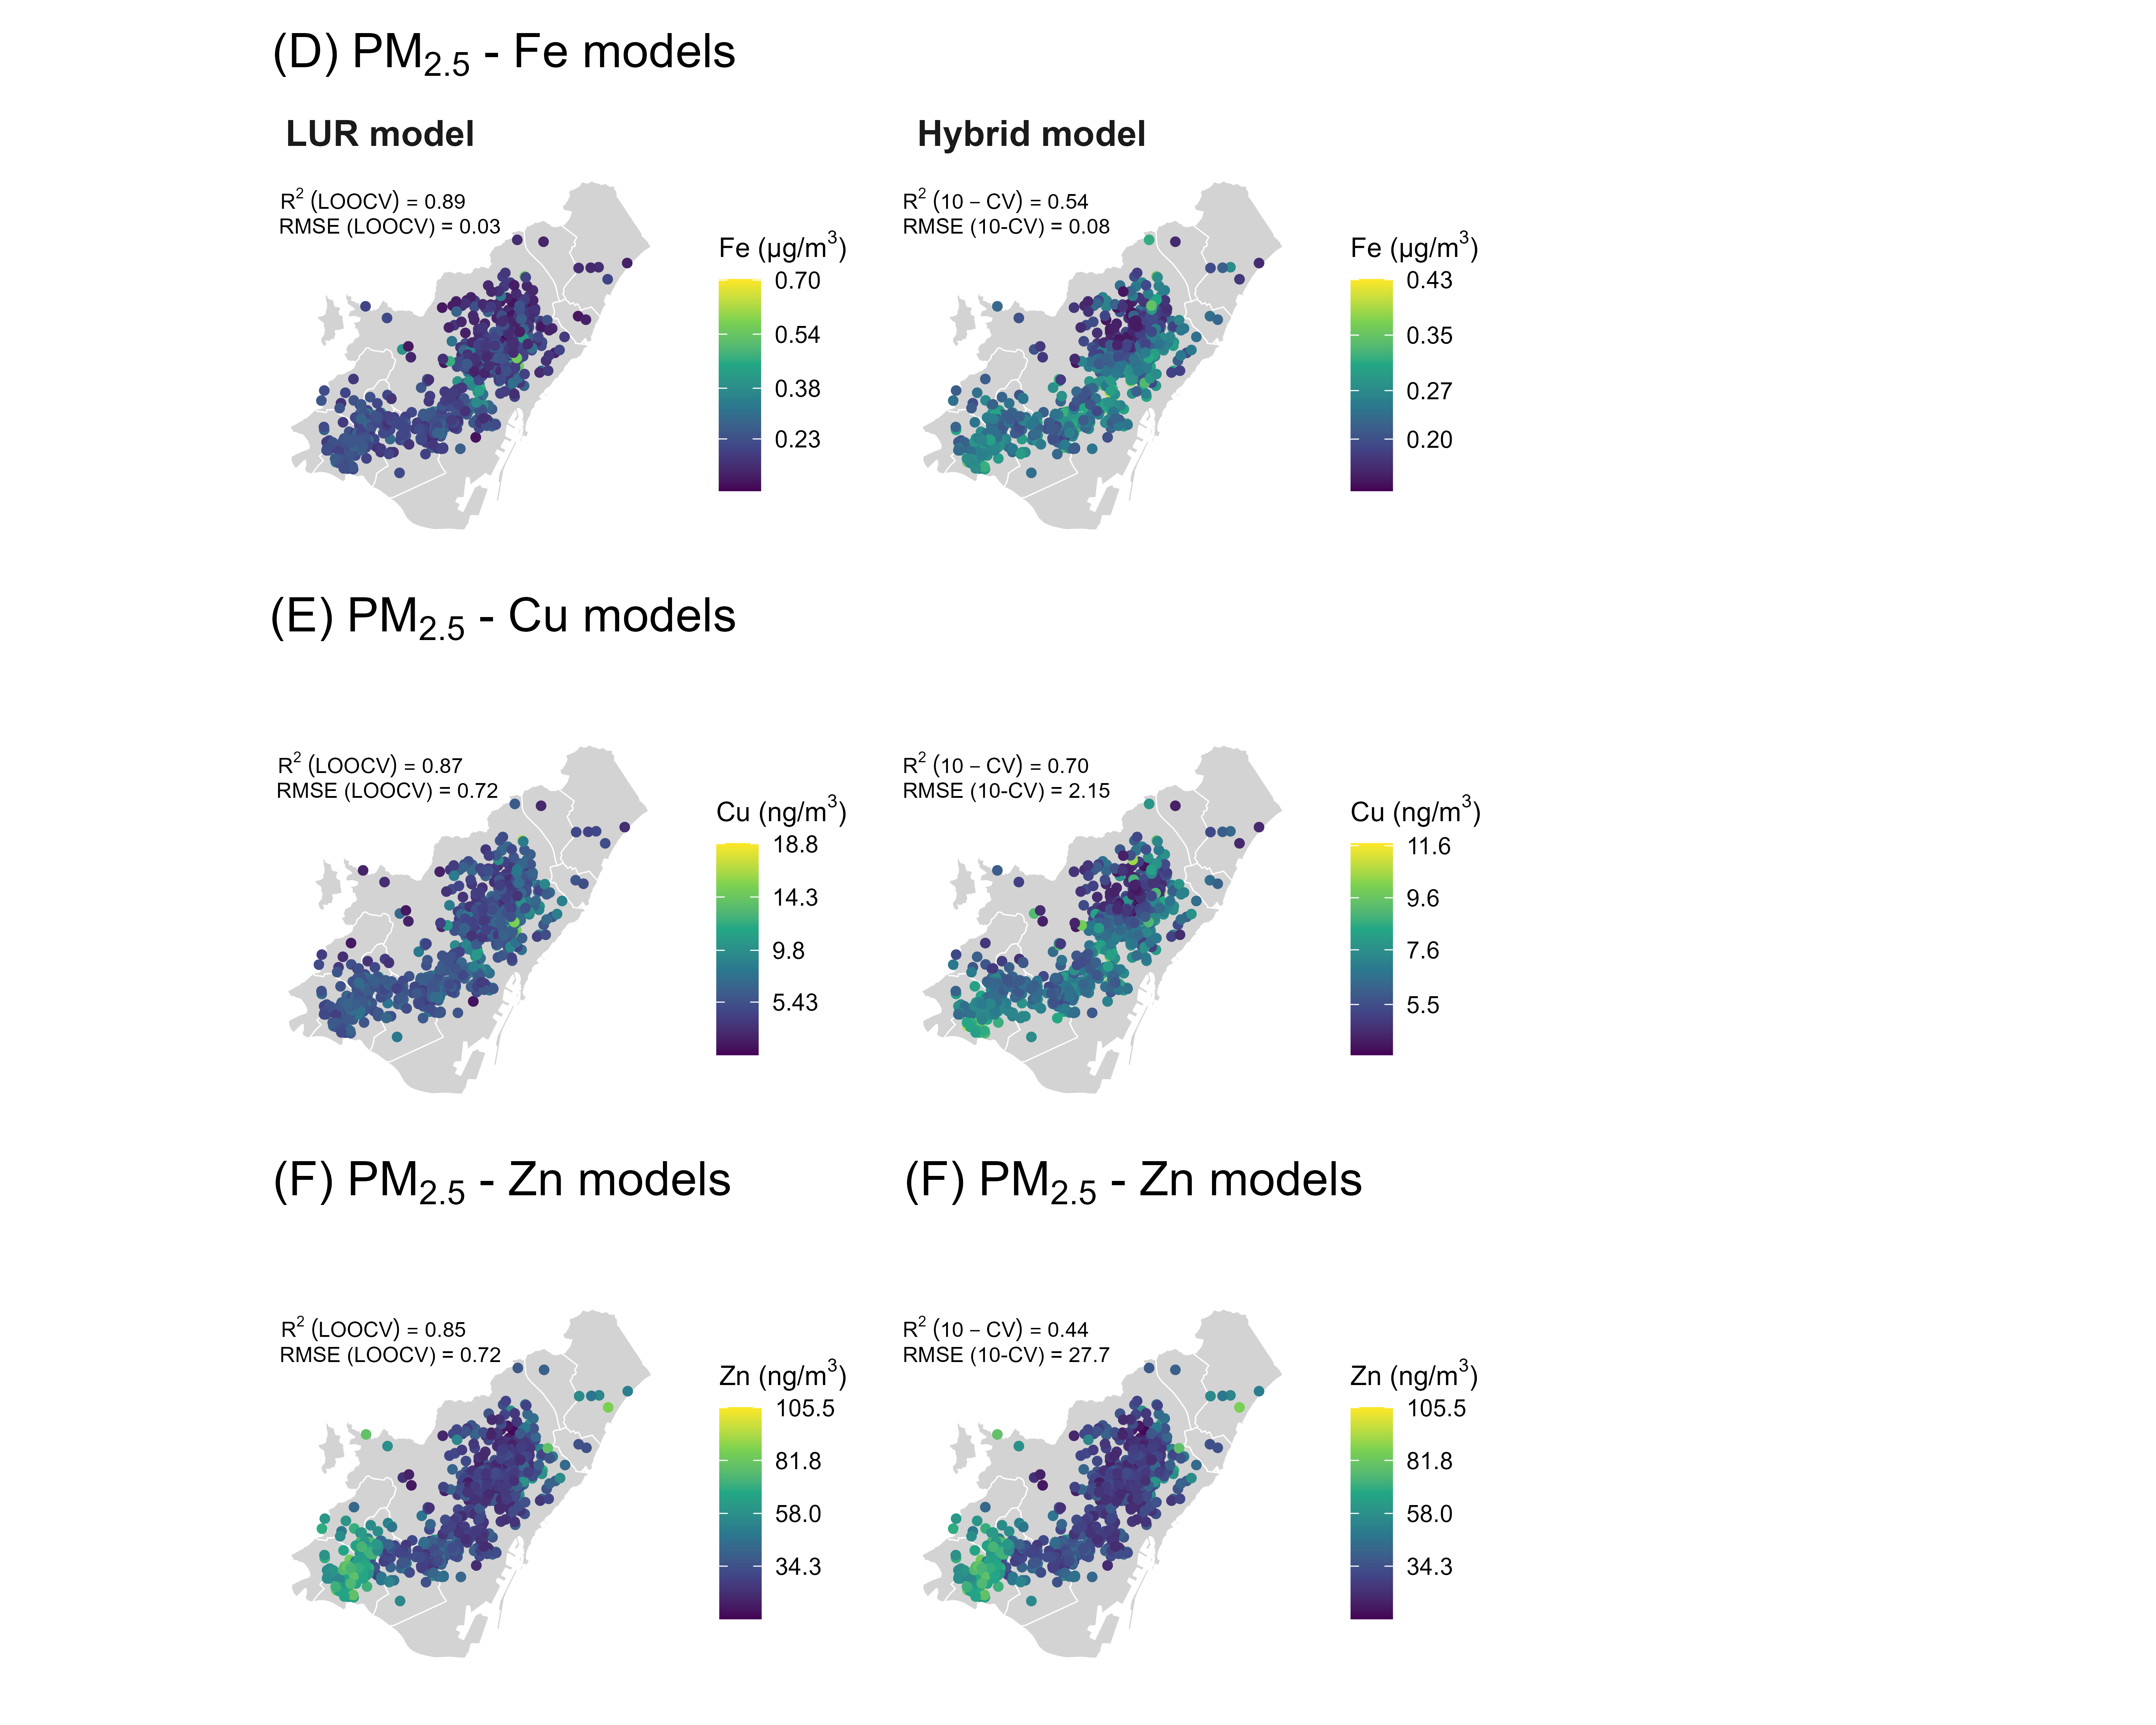 (D) PM2.5 - Fe models
LUR model
Hybrid model
R2 (LOOCV) = 0.89
RMSE (LOOCV) = 0.03
Fe (µg/m3)
0.70
0.54
0.38
0.23
R2 (10 – CV) = 0.54
RMSE (10-CV) = 0.08
Fe (µg/m3)
0.43
0.35
0.27
0.20
(E) PM2.5 - Cu models
R2 (LOOCV) = 0.87
RMSE (LOOCV) = 0.72
Cu (ng/m3)
18.8
14.3
9.8
5.43
R2 (10 – CV) = 0.70
RMSE (10-CV) = 2.15
Cu (ng/m3)
11.6
9.6
7.6
5.5
(F) PM2.5 - Zn models
(F) PM2.5 - Zn models
R2 (LOOCV) = 0.85
RMSE (LOOCV) = 0.72
Zn (ng/m3)
105.5
81.8
58.0
34.3
R2 (10 – CV) = 0.44
RMSE (10-CV) = 27.7
Zn (ng/m3)
105.5
81.8
58.0
34.3